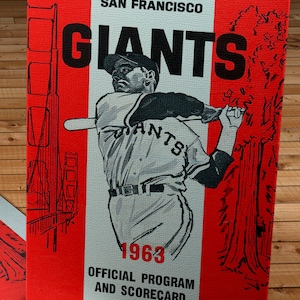 SAN FRANCISCO
GIANTS
GIANTS
1963
OFFICIAL PROGRAM
AND SCORECARD